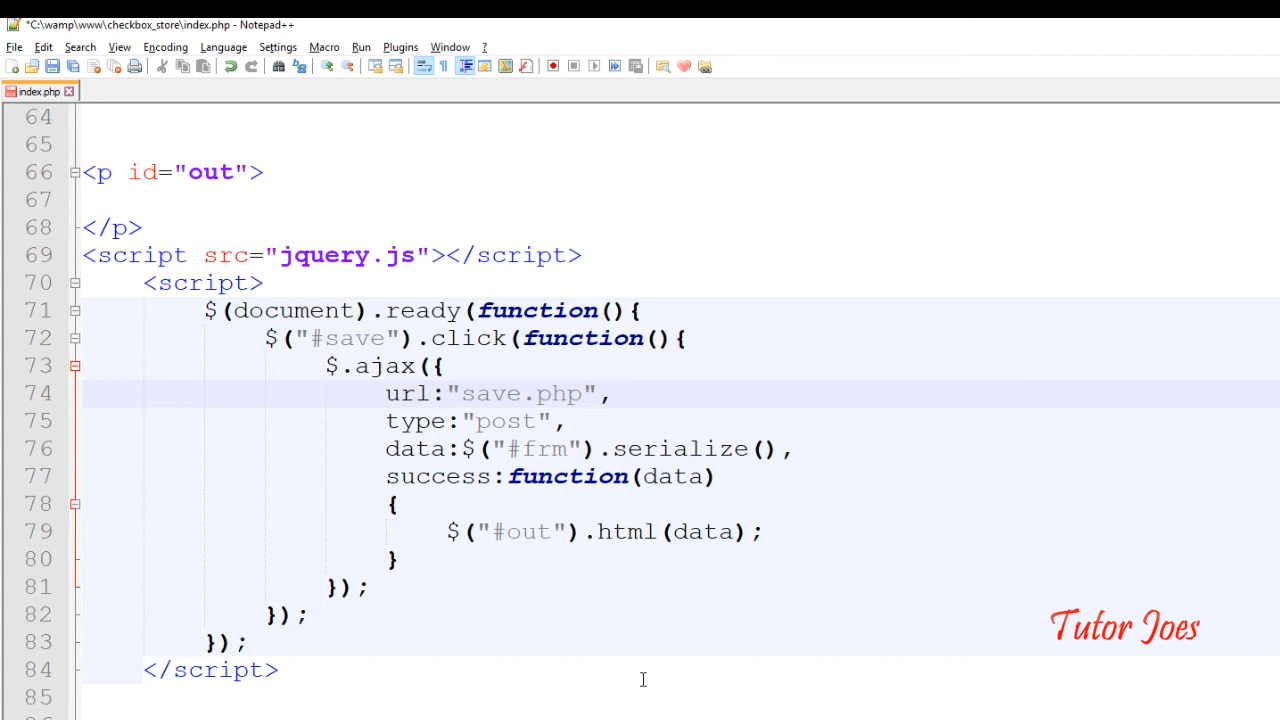 *C:\wamp\www\checkbox_store\index.php - Notepad++
File Edit Search View Encoding Language Settings Macro Run Plugins Window ?
index.php
64
65
66 <p id="out">
67
68 </p>
69 <script src="jquery.js"></script>
70 <script>
71 $(document).ready(function(){
72 $("#save").click(function(){
73 $.ajax({
74 url:"save.php",
75 type:"post",
76 data:$("#frm").serialize(),
77 success:function(data)
78 {
79 $("#out").html(data);
80 }
81 });
82 });
83 });
84 </script>
85
Tutor Joes